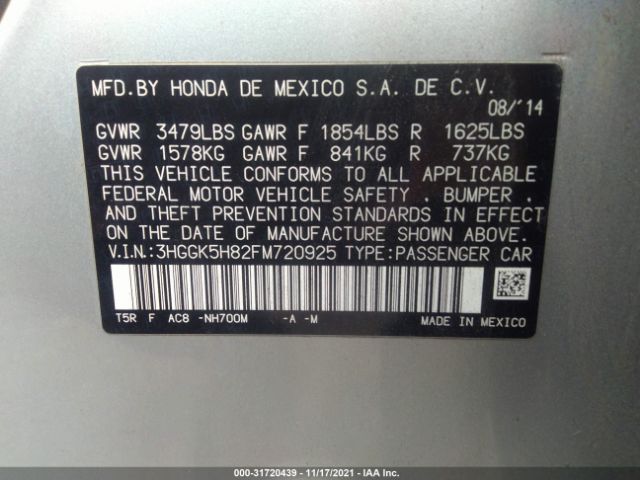 MFD.BY HONDA DE MEXICO S.A. DE C.V.
08/'14
GVWR 3479LBS GAWR F 1854LBS R 1625LBS
GVWR 1578KG GAWR F 841KG R 737KG
THIS VEHICLE CONFORMS TO ALL APPLICABLE
FEDERAL MOTOR VEHICLE SAFETY , BUMPER ,
AND THEFT PREVENTION STANDARDS IN EFFECT
ON THE DATE OF MANUFACTURE SHOWN ABOVE.
V.I.N.:3HGGK5H82FM720925 TYPE:PASSENGER CAR
T5R F AC8 -NH700M -A -M
MADE IN MEXICO
000-31720439 - 11/17/2021 - IAAI.com